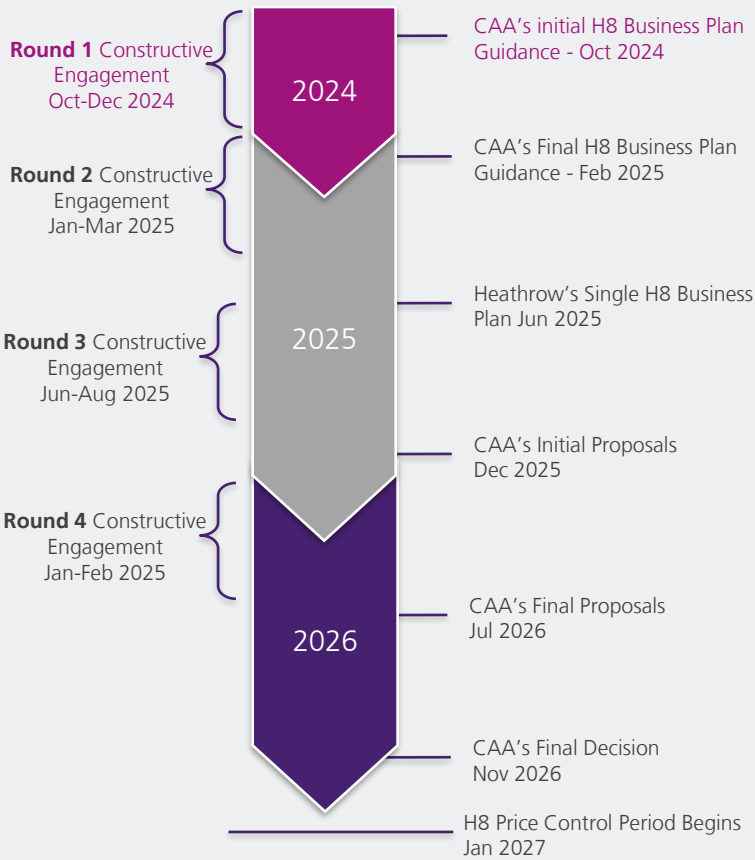 Round 1 Constructive
Engagement
Oct-Dec 2024
Round 2 Constructive
Engagement
Jan-Mar 2025
Round 3 Constructive
Engagement
Jun-Aug 2025
Round 4 Constructive
Engagement
Jan-Feb 2025
2024
2025
2026
CAA's initial H8 Business Plan
Guidance - Oct 2024
CAA's Final H8 Business Plan
Guidance - Feb 2025
Heathrow's Single H8 Business
Plan Jun 2025
CAA's Initial Proposals
Dec 2025
CAA's Final Proposals
Jul 2026
CAA's Final Decision
Nov 2026
H8 Price Control Period Begins
Jan 2027